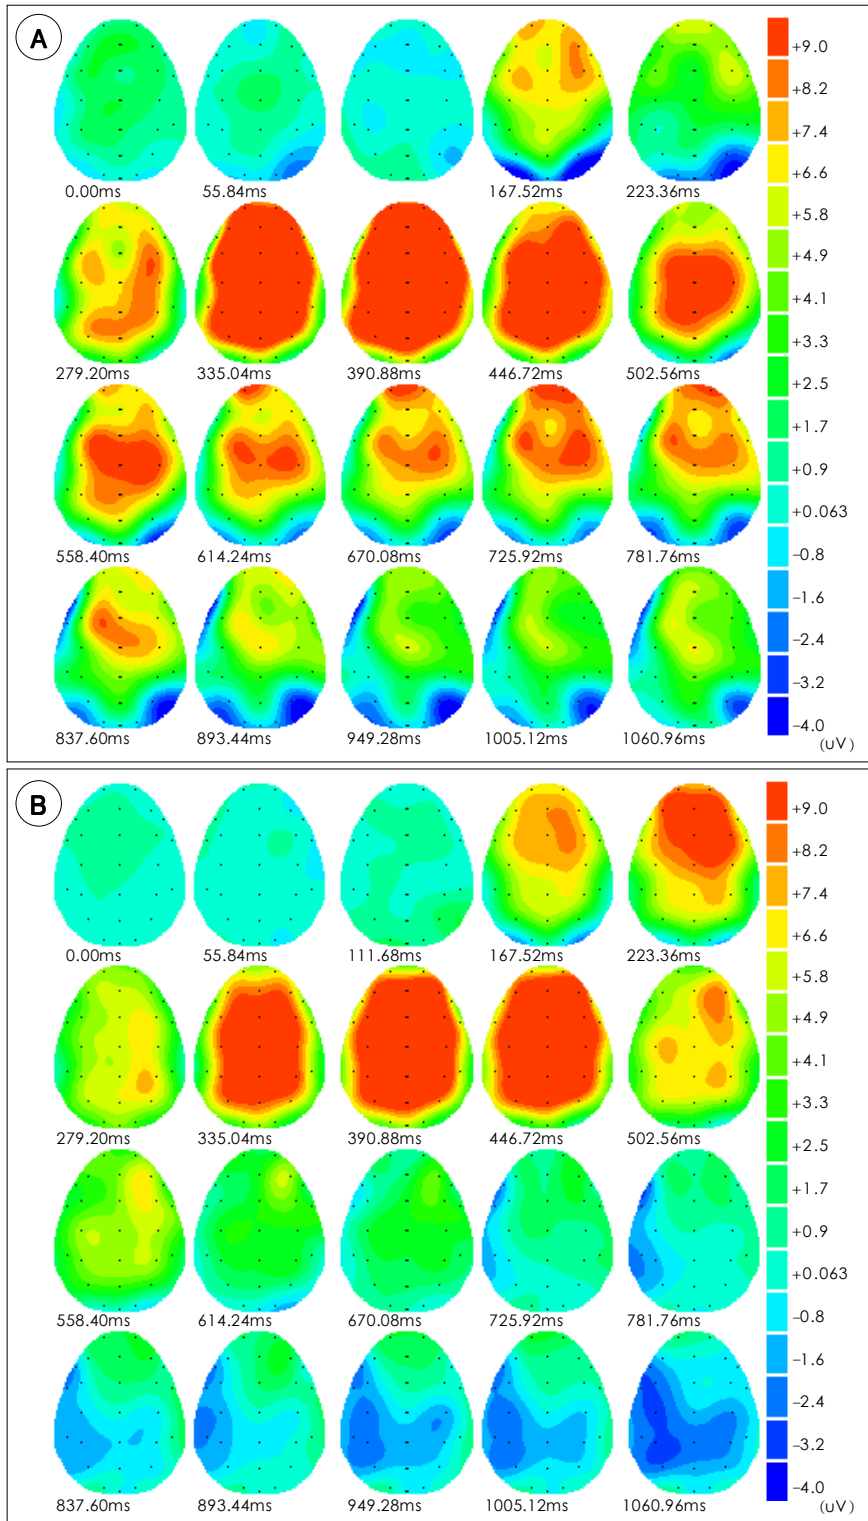 A
0.00ms 55.84ms 167.52ms 223.36ms
279.20ms 335.04ms 390.88ms 446.72ms 502.56ms
558.40ms 614.24ms 670.08ms 725.92ms 781.76ms
837.60ms 893.44ms 949.28ms 1005.12ms 1060.96ms
+9.0
+8.2
+7.4
+6.6
+5.8
+4.9
+4.1
+3.3
+2.5
+1.7
+0.9
+0.063
–0.8
–1.6
–2.4
–3.2
–4.0
(uV)
B
0.00ms 55.84ms 111.68ms 167.52ms 223.36ms
279.20ms 335.04ms 390.88ms 446.72ms 502.56ms
558.40ms 614.24ms 670.08ms 725.92ms 781.76ms
837.60ms 893.44ms 949.28ms 1005.12ms 1060.96ms
+9.0
+8.2
+7.4
+6.6
+5.8
+4.9
+4.1
+3.3
+2.5
+1.7
+0.9
+0.063
–0.8
–1.6
–2.4
–3.2
–4.0
(uV)